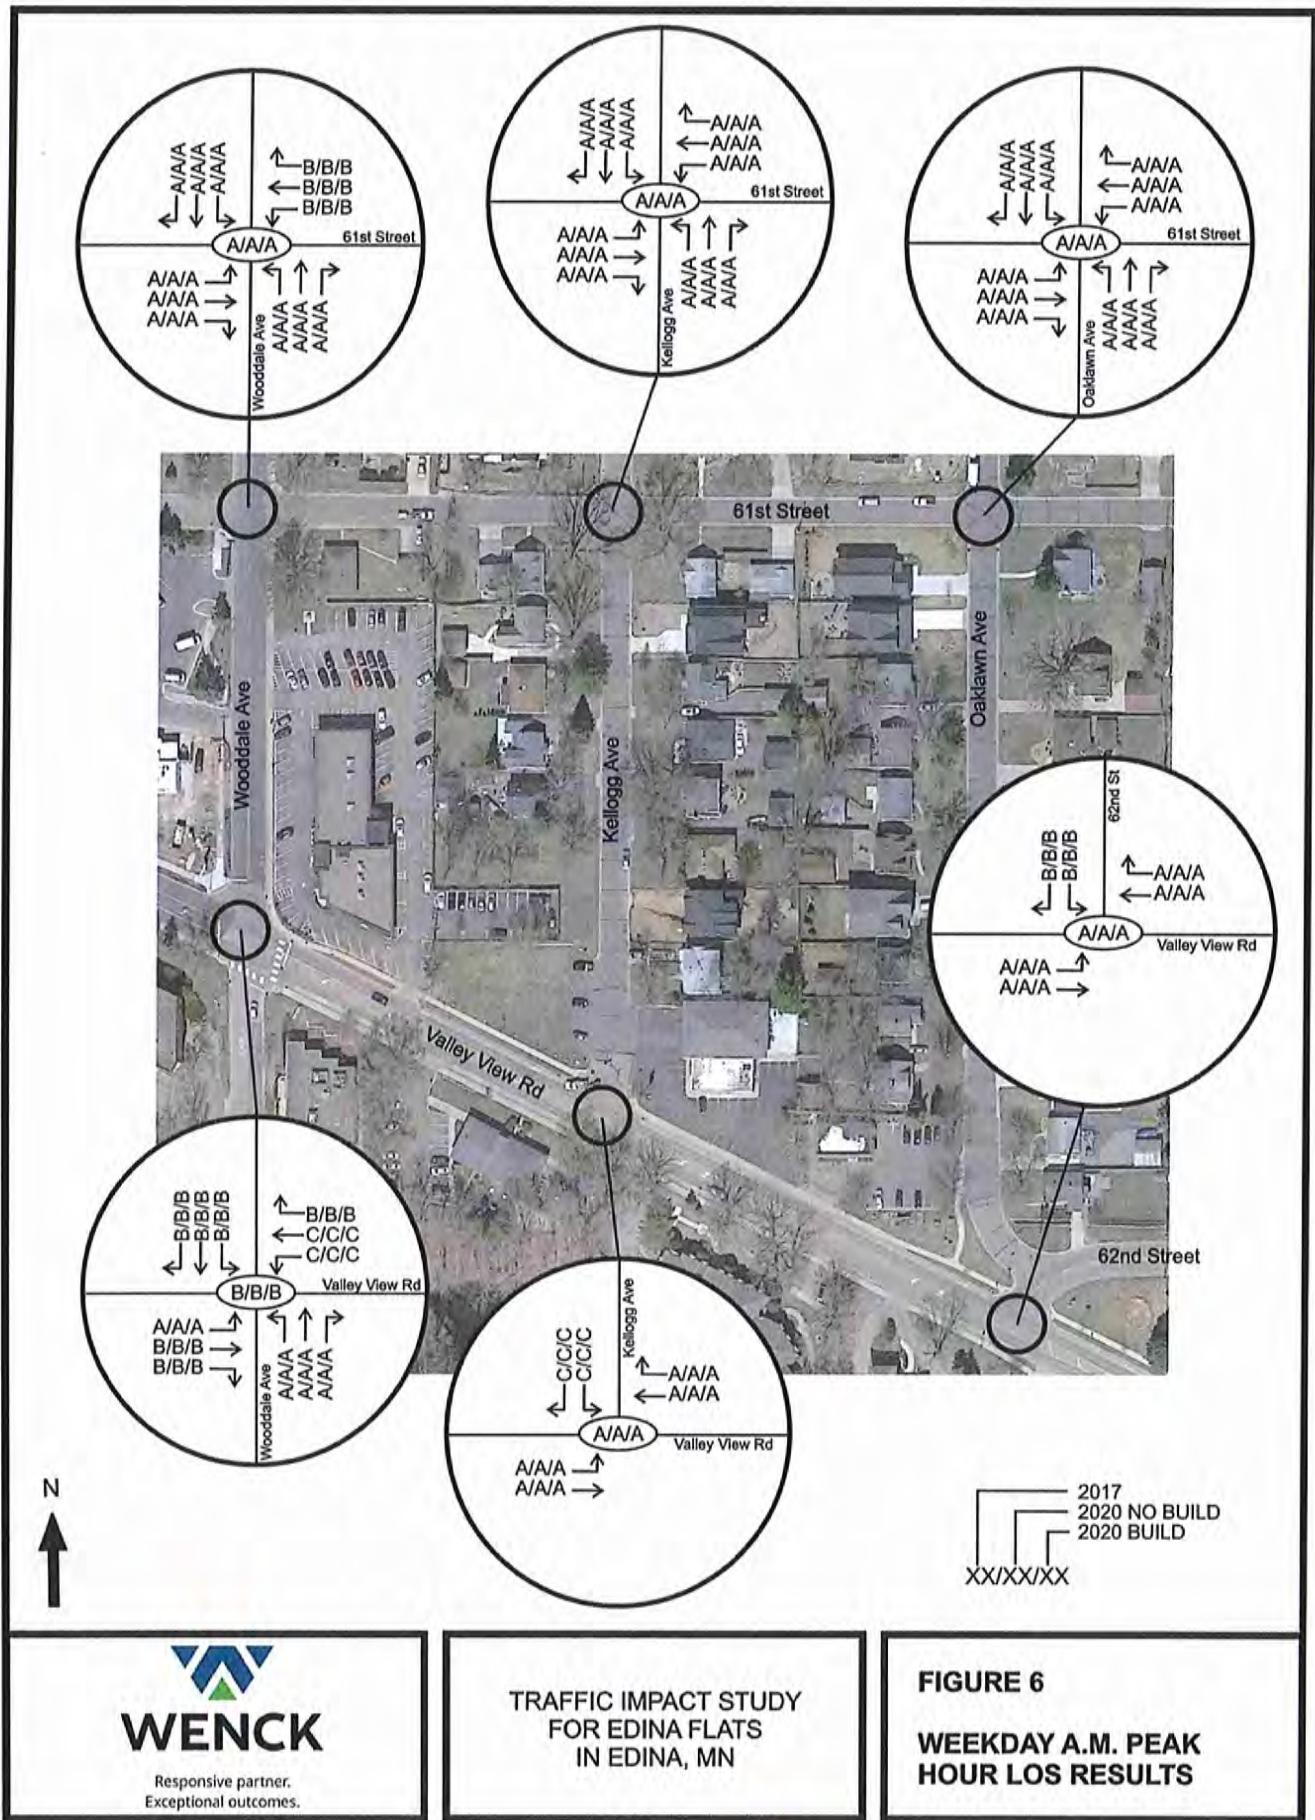 A/A/A
A/A/A
A/A/A
B/B/B
B/B/B
B/B/B
A/A/A
61st Street
A/A/A
A/A/A
A/A/A
A/A/A
A/A/A
A/A/A
Wooddale Ave
A/A/A
A/A/A
A/A/A
A/A/A
A/A/A
A/A/A
A/A/A
61st Street
A/A/A
A/A/A
A/A/A
A/A/A
A/A/A
A/A/A
Kellogg Ave
A/A/A
A/A/A
A/A/A
A/A/A
A/A/A
A/A/A
A/A/A
61st Street
A/A/A
A/A/A
A/A/A
A/A/A
A/A/A
A/A/A
Oaklawn Ave
61st Street
Wooddale Ave
Kellogg Ave
Oaklawn Ave
Valley View Rd
62nd Street
62nd St
B/B/B
B/B/B
A/A/A
A/A/A
A/A/A
Valley View Rd
A/A/A
A/A/A
B/B/B
B/B/B
B/B/B
B/B/B
C/C/C
C/C/C
B/B/B
Valley View Rd
A/A/A
B/B/B
B/B/B
A/A/A
A/A/A
A/A/A
Wooddale Ave
Kellogg Ave
C/C/C
C/C/C
A/A/A
A/A/A
A/A/A
Valley View Rd
A/A/A
A/A/A
N
2017
2020 NO BUILD
2020 BUILD
XX/XX/XX
WENCK
Responsive partner.
Exceptional outcomes.
TRAFFIC IMPACT STUDY
FOR EDINA FLATS
IN EDINA, MN
FIGURE 6
WEEKDAY A.M. PEAK
HOUR LOS RESULTS